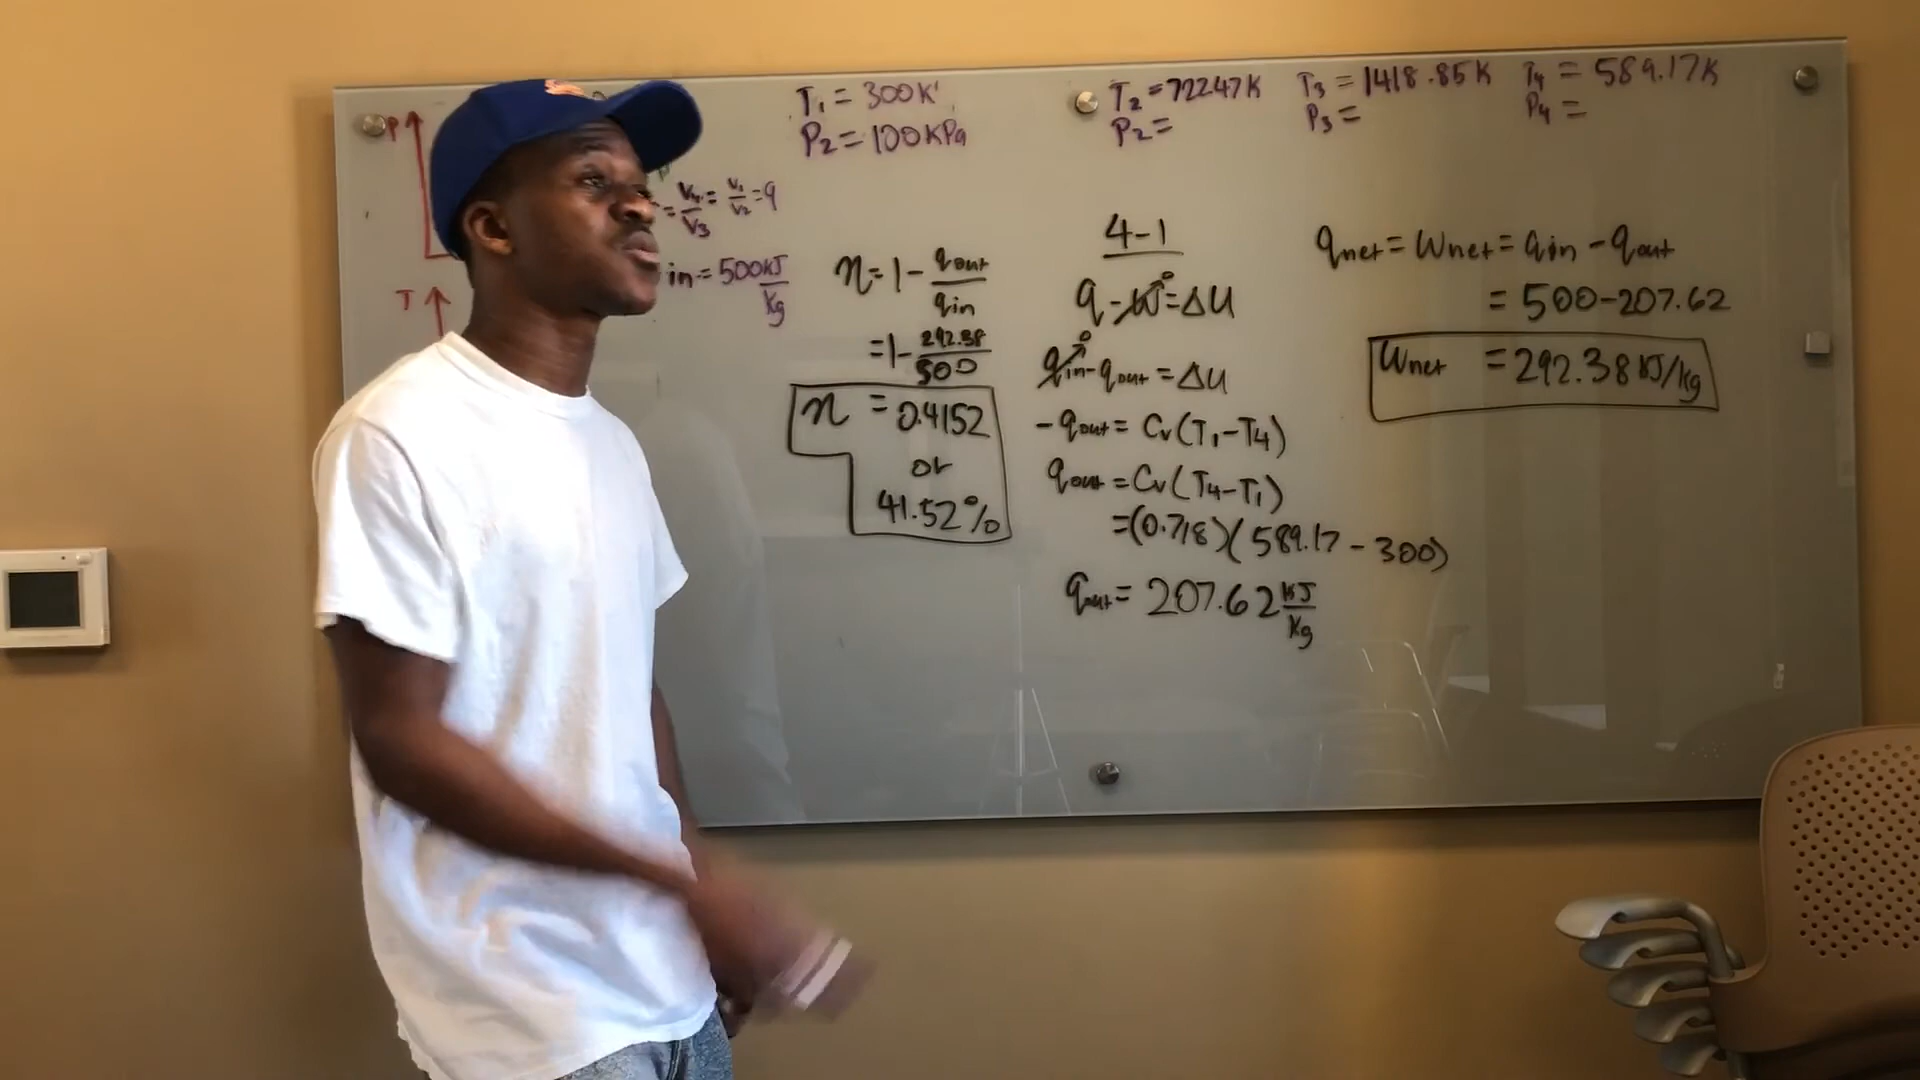 P
T
T₁ = 300K
P₂ = 100KPa
T₂ = 722.47K
P₂ =
T₃ = 1418.85K
P₃ =
T₄ = 589.17K
P₄ =
= V₄/V₃ = V₁/V₂ = 9
in = 500 KJ/Kg
η = 1 - qout/qin
= 1 - 292.38/500
η = 0.4152
or
41.52%
4-1
q - w⁰ = ΔU
qin⁰ - qout = ΔU
- qout = Cv(T₁-T₄)
qout = Cv(T₄-T₁)
= (0.718)(589.17 - 300)
qout = 207.62 KJ/Kg
qnet = Wnet = qin - qout
= 500-207.62
Wnet = 292.38 KJ/kg